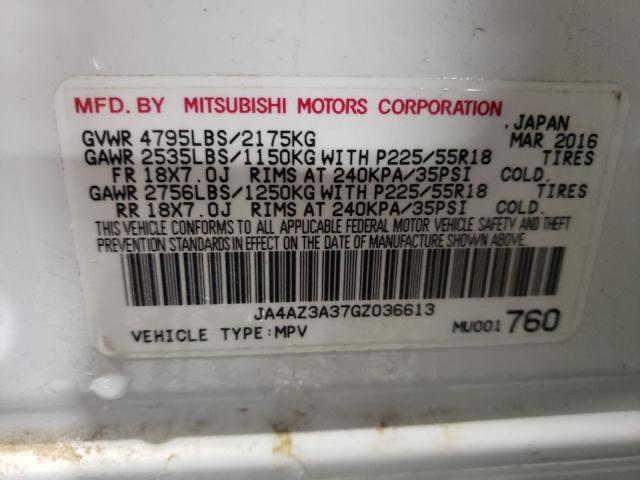 MFD. BY MITSUBISHI MOTORS CORPORATION
JAPAN
GVWR 4795LBS/2175KG MAR 2016
GAWR 2535LBS/1150KG WITH P225/55R18 TIRES
FR 18X7.0J RIMS AT 240KPA/35PSI COLD.
GAWR 2756LBS/1250KG WITH P225/55R18 TIRES
RR 18X7.0J RIMS AT 240KPA/35PSI COLD.
THIS VEHICLE CONFORMS TO ALL APPLICABLE FEDERAL MOTOR VEHICLE SAFETY AND THEFT
PREVENTION STANDARDS IN EFFECT ON THE DATE OF MANUFACTURE SHOWN ABOVE.
JA4AZ3A37GZ036613
VEHICLE TYPE:MPV MU001760